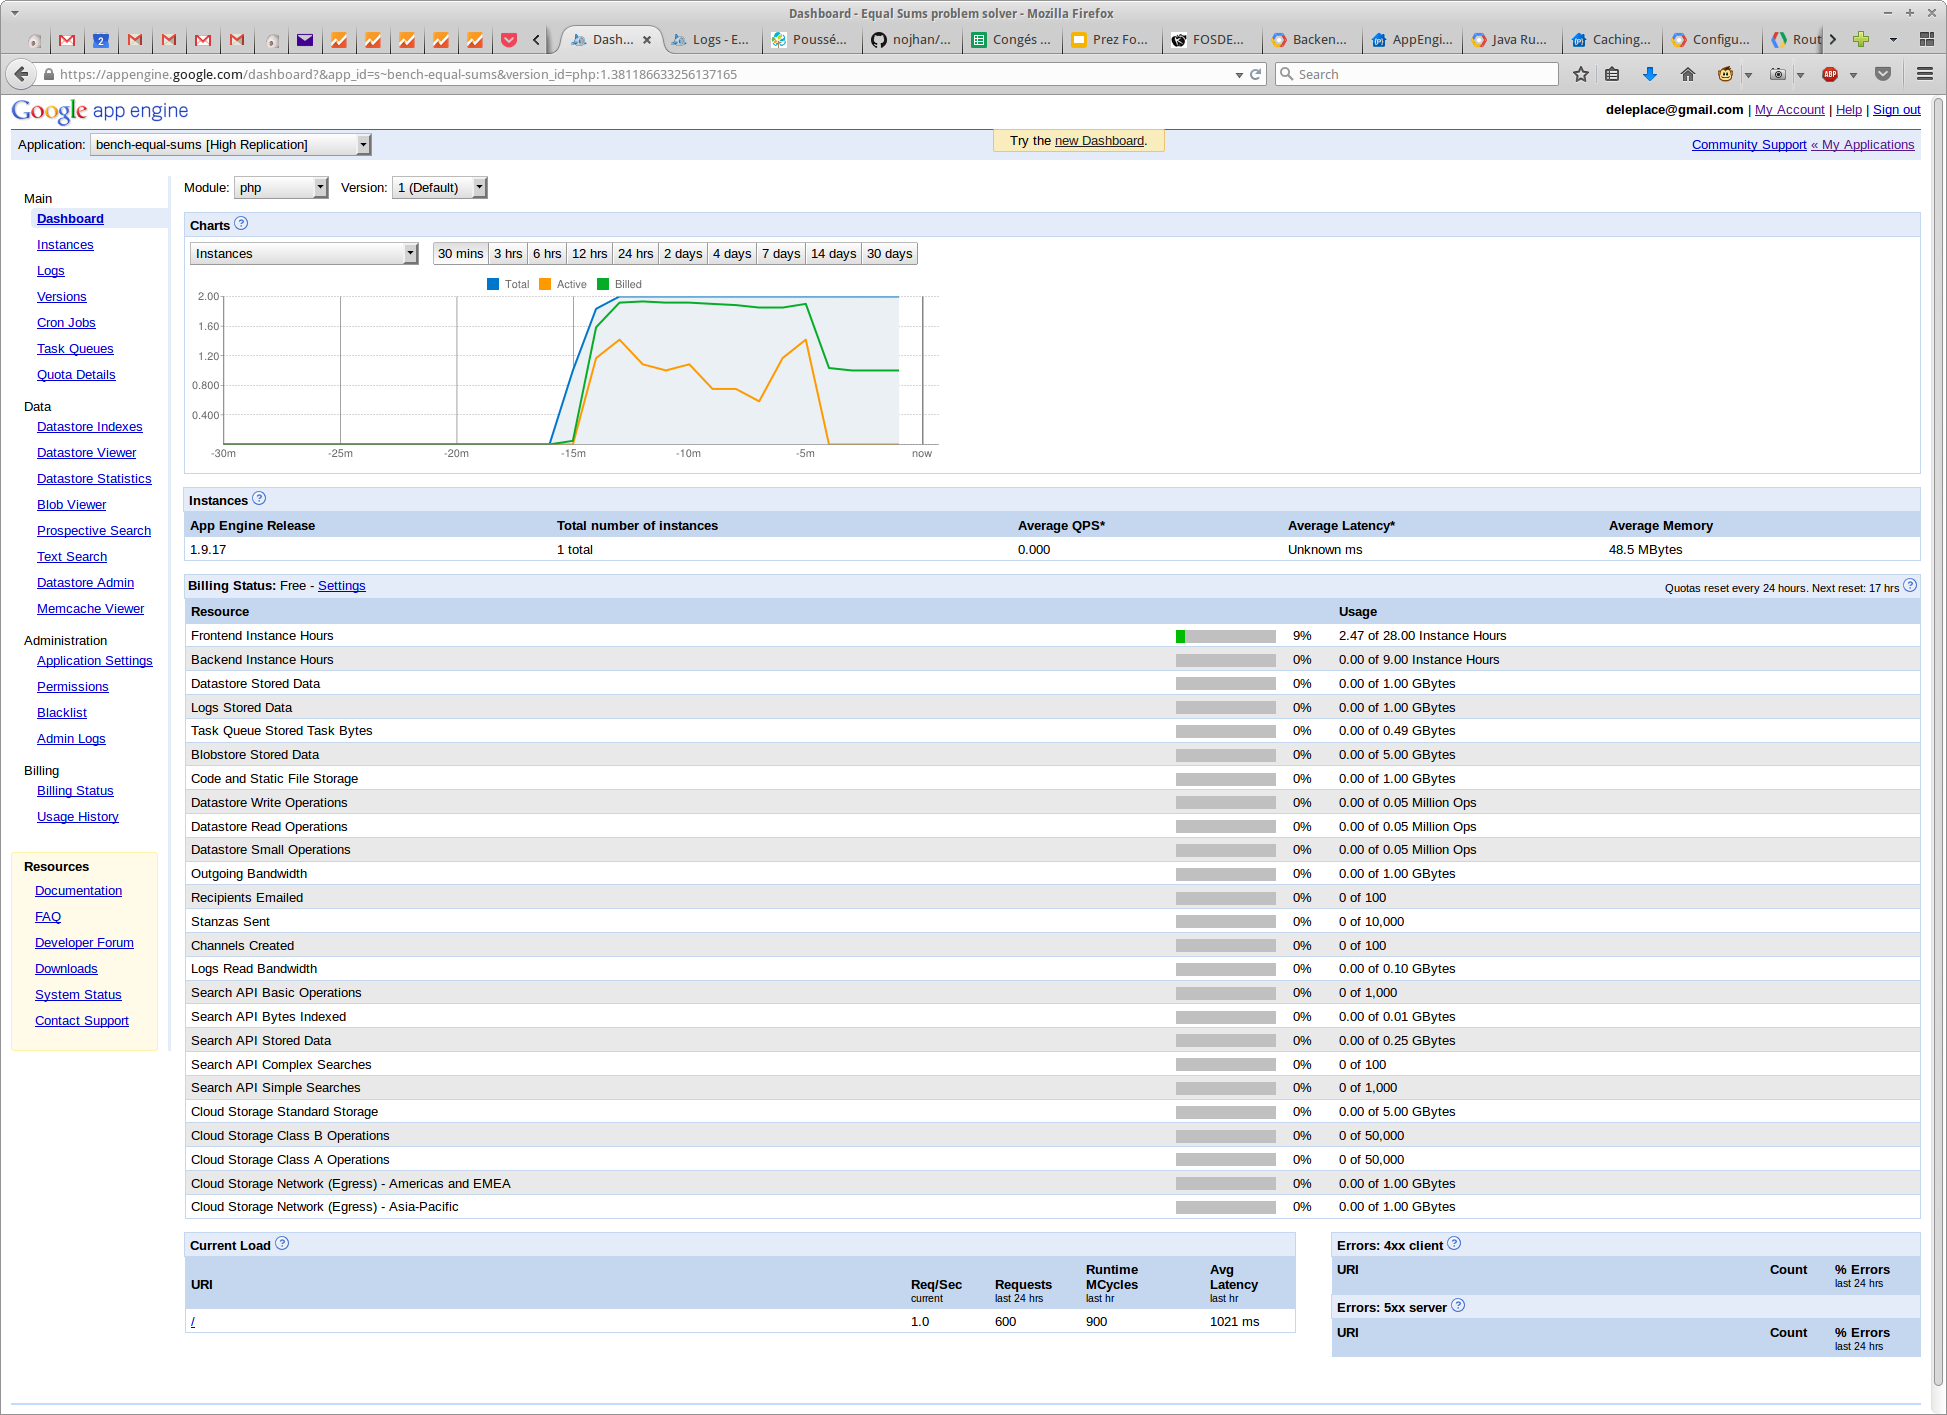 Dashboard - Equal Sums problem solver - Mozilla Firefox
2
Dash...
Logs - E...
Poussé...
nojhan/...
Congés ...
Prez Fo...
FOSDE...
Backen...
AppEngi...
Java Ru...
Caching...
Configu...
Rout
https://appengine.google.com/dashboard?&app_id=s~bench-equal-sums&version_id=php:1.381186633256137165
Search
ABP
Google app engine
deleplace@gmail.com | My Account | Help | Sign out
Application: bench-equal-sums [High Replication]
Try the new Dashboard.
Community Support « My Applications
Main
Dashboard
Instances
Logs
Versions
Cron Jobs
Task Queues
Quota Details
Data
Datastore Indexes
Datastore Viewer
Datastore Statistics
Blob Viewer
Prospective Search
Text Search
Datastore Admin
Memcache Viewer
Administration
Application Settings
Permissions
Blacklist
Admin Logs
Billing
Billing Status
Usage History
Resources
Documentation
FAQ
Developer Forum
Downloads
System Status
Contact Support
Module: php Version: 1 (Default)
Charts ?
Instances 30 mins 3 hrs 6 hrs 12 hrs 24 hrs 2 days 4 days 7 days 14 days 30 days
Total Active Billed
2.00
1.60
1.20
0.800
0.400
-30m -25m -20m -15m -10m -5m now
Instances ?
App Engine Release Total number of instances Average QPS* Average Latency* Average Memory
1.9.17 1 total 0.000 Unknown ms 48.5 MBytes
Billing Status: Free - Settings Quotas reset every 24 hours. Next reset: 17 hrs ?
Resource Usage
Frontend Instance Hours 9% 2.47 of 28.00 Instance Hours
Backend Instance Hours 0% 0.00 of 9.00 Instance Hours
Datastore Stored Data 0% 0.00 of 1.00 GBytes
Logs Stored Data 0% 0.00 of 1.00 GBytes
Task Queue Stored Task Bytes 0% 0.00 of 0.49 GBytes
Blobstore Stored Data 0% 0.00 of 5.00 GBytes
Code and Static File Storage 0% 0.00 of 1.00 GBytes
Datastore Write Operations 0% 0.00 of 0.05 Million Ops
Datastore Read Operations 0% 0.00 of 0.05 Million Ops
Datastore Small Operations 0% 0.00 of 0.05 Million Ops
Outgoing Bandwidth 0% 0.00 of 1.00 GBytes
Recipients Emailed 0% 0 of 100
Stanzas Sent 0% 0 of 10,000
Channels Created 0% 0 of 100
Logs Read Bandwidth 0% 0.00 of 0.10 GBytes
Search API Basic Operations 0% 0 of 1,000
Search API Bytes Indexed 0% 0.00 of 0.01 GBytes
Search API Stored Data 0% 0.00 of 0.25 GBytes
Search API Complex Searches 0% 0 of 100
Search API Simple Searches 0% 0 of 1,000
Cloud Storage Standard Storage 0% 0.00 of 5.00 GBytes
Cloud Storage Class B Operations 0% 0 of 50,000
Cloud Storage Class A Operations 0% 0 of 50,000
Cloud Storage Network (Egress) - Americas and EMEA 0% 0.00 of 1.00 GBytes
Cloud Storage Network (Egress) - Asia-Pacific 0% 0.00 of 1.00 GBytes
Current Load ?
URI Req/Sec current Requests last 24 hrs Runtime MCycles last hr Avg Latency last hr
/ 1.0 600 900 1021 ms
Errors: 4xx client ?
URI Count % Errors
last 24 hrs
Errors: 5xx server ?
URI Count % Errors
last 24 hrs